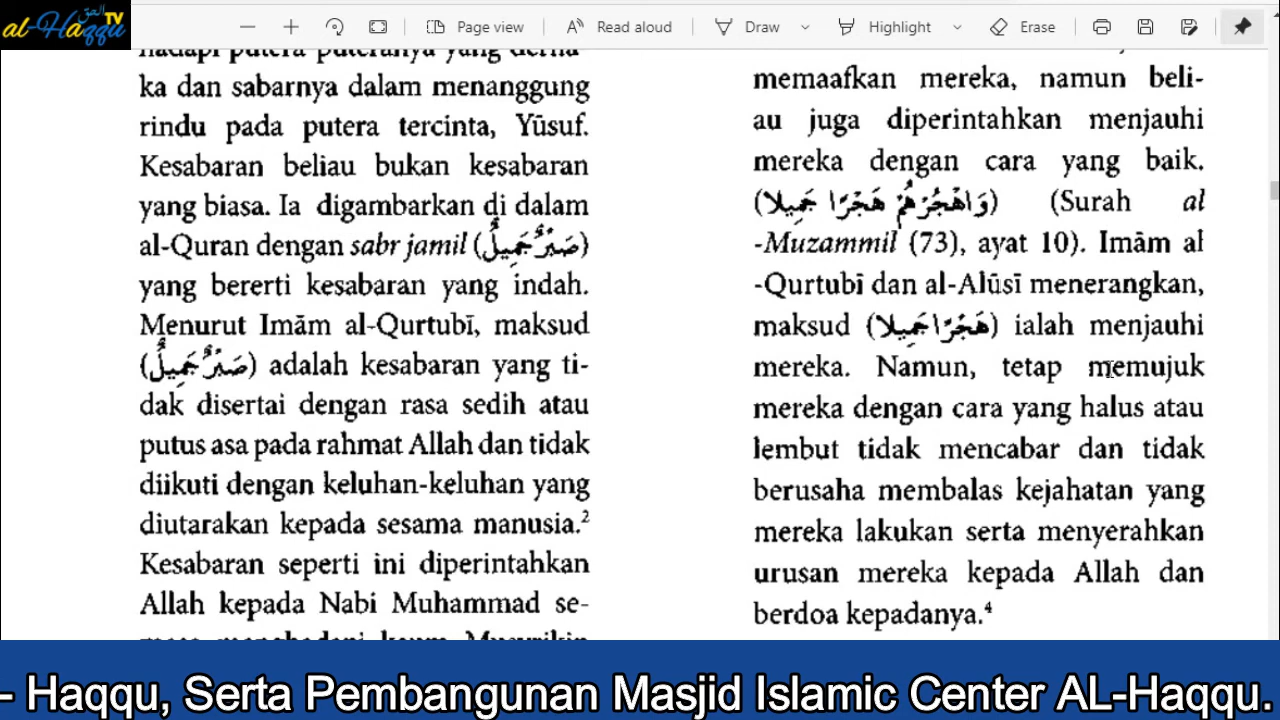 الحق
al-Haqqu TV
Page view
Read aloud
Draw
Highlight
Erase
ka dan sabarnya dalam menanggung
rindu pada putera tercinta, Yūsuf.
Kesabaran beliau bukan kesabaran
yang biasa. Ia digambarkan di dalam
al-Quran dengan sabr jamil (صَبْرٌ جَمِيلٌ)
yang bererti kesabaran yang indah.
Menurut Imām al-Qurtubī, maksud
(صَبْرٌ جَمِيلٌ) adalah kesabaran yang ti-
dak disertai dengan rasa sedih atau
putus asa pada rahmat Allah dan tidak
diikuti dengan keluhan-keluhan yang
diutarakan kepada sesama manusia.²
Kesabaran seperti ini diperintahkan
Allah kepada Nabi Muhammad se-
memaafkan mereka, namun beli-
au juga diperintahkan menjauhi
mereka dengan cara yang baik.
(وَاهْجُرْهُمْ هَجْرًا جَمِيلا) (Surah al
-Muzammil (73), ayat 10). Imām al
-Qurtubī dan al-Alūsī menerangkan,
maksud (هَجْرًا جَمِيلا) ialah menjauhi
mereka. Namun, tetap memujuk
mereka dengan cara yang halus atau
lembut tidak mencabar dan tidak
berusaha membalas kejahatan yang
mereka lakukan serta menyerahkan
urusan mereka kepada Allah dan
berdoa kepadanya.⁴
- Haqqu, Serta Pembangunan Masjid Islamic Center AL-Haqqu.